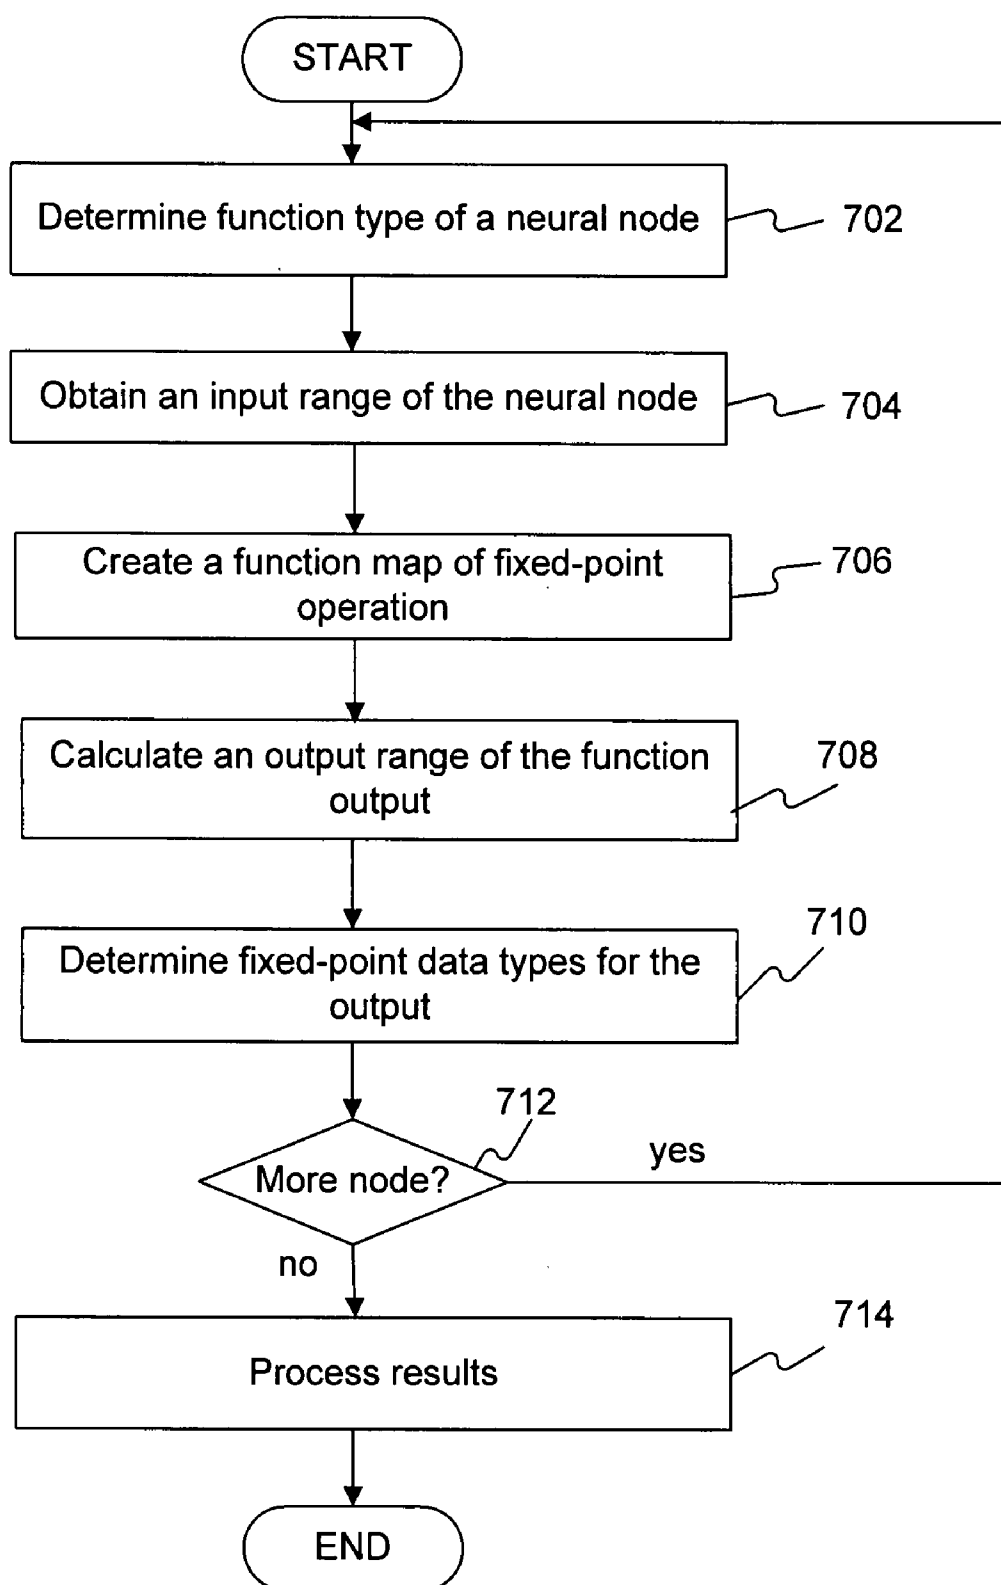 START
Determine function type of a neural node
702
Obtain an input range of the neural node
704
Create a function map of fixed-point
operation
706
Calculate an output range of the function
output
708
Determine fixed-point data types for the
output
710
More node?
712
yes
no
Process results
714
END